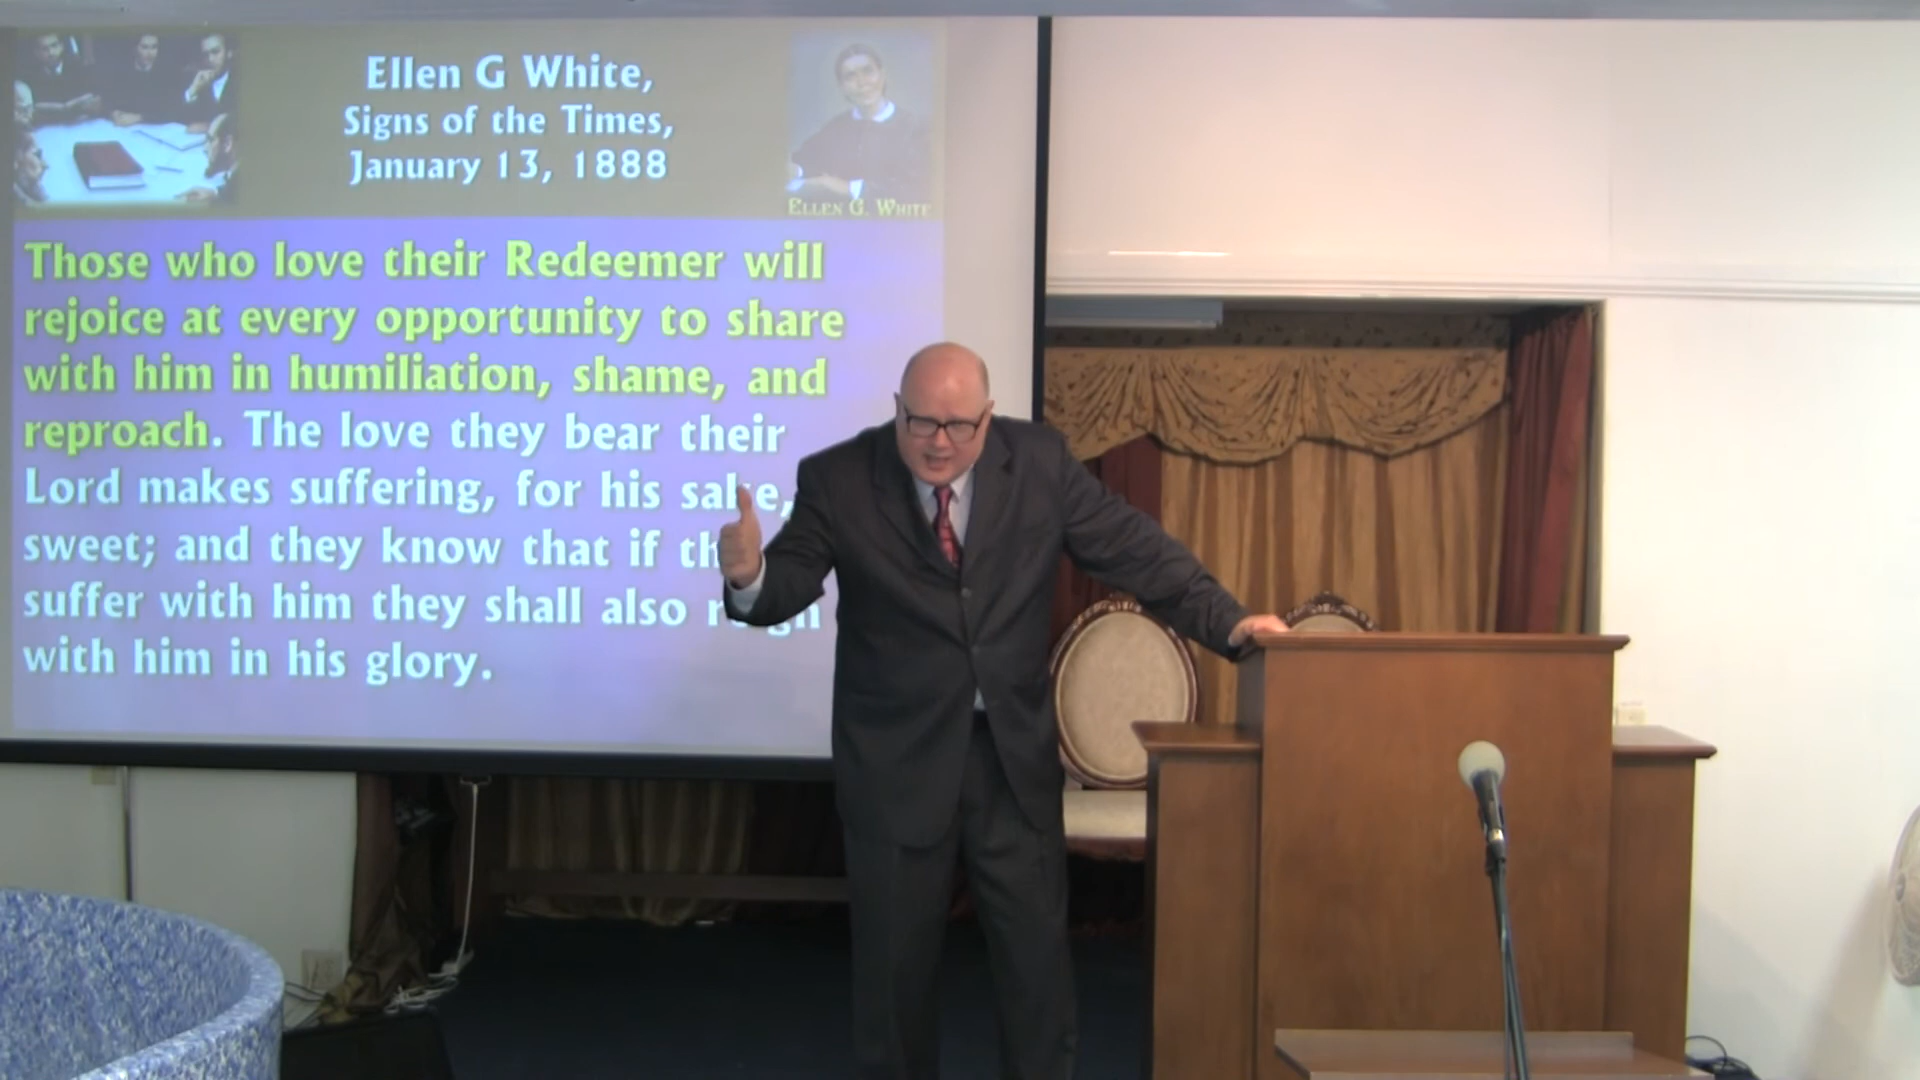 Ellen G White,
Signs of the Times,
January 13, 1888
ELLEN G. WHITE
Those who love their Redeemer will
rejoice at every opportunity to share
with him in humiliation, shame, and
reproach. The love they bear their
Lord makes suffering, for his sake,
sweet; and they know that if
suffer with him they shall also
with him in his glory.